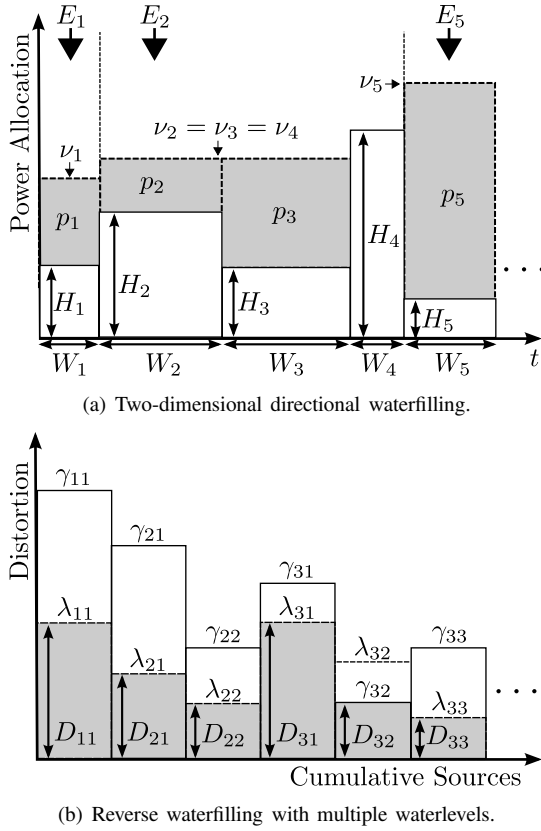 E₁ E₂ E₅
Power Allocation
ν₅
ν₂ = ν₃ = ν₄
ν₁
p₁ p₂ p₃ p₅
H₁ H₂ H₃ H₄ H₅
. . .
W₁ W₂ W₃ W₄ W₅ t
(a) Two-dimensional directional waterfilling.
Distortion
γ₁₁
γ₂₁
γ₃₁
λ₁₁ γ₂₂ λ₃₁ λ₃₂ γ₃₃
λ₂₁ λ₂₂ γ₃₂ λ₃₃
D₁₁ D₂₁ D₂₂ D₃₁ D₃₂ D₃₃
. . .
Cumulative Sources
(b) Reverse waterfilling with multiple waterlevels.